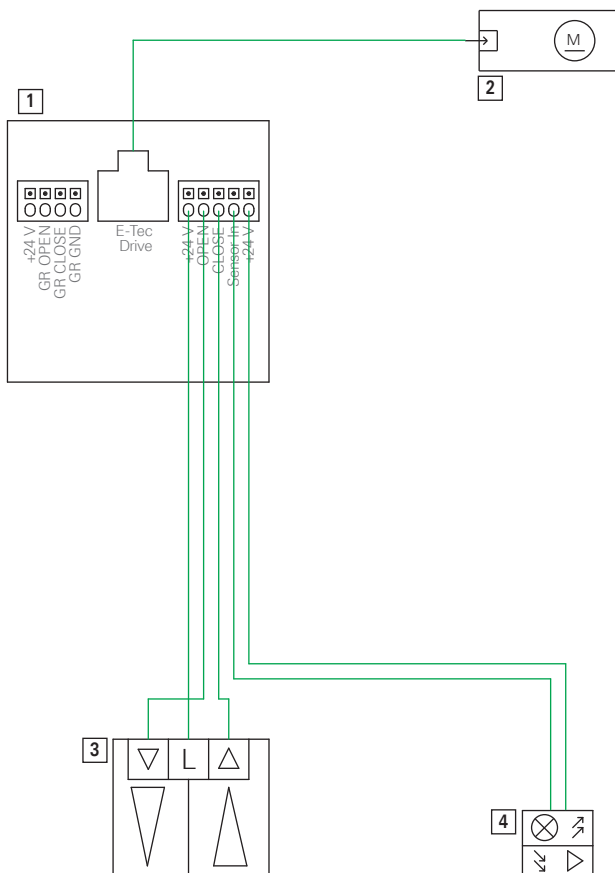 M
2
1
E-Tec
Drive
+24 V
GR OPEN
GR CLOSE
GR GND
+24 V
OPEN
CLOSE
Sensor In
+24 V
3
L
4